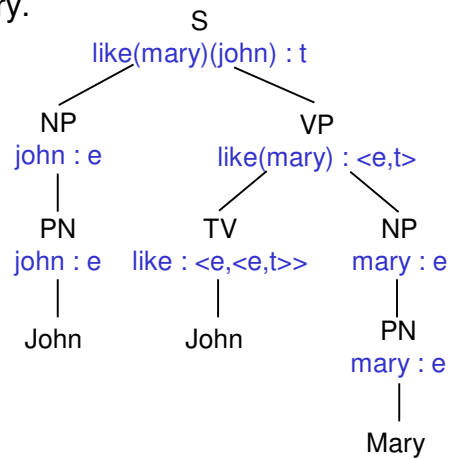 ry.
S
like(mary)(john) : t
NP VP
john : e like(mary) : <e,t>
PN TV NP
john : e like : <e,<e,t>> mary : e
John John PN
mary : e
Mary